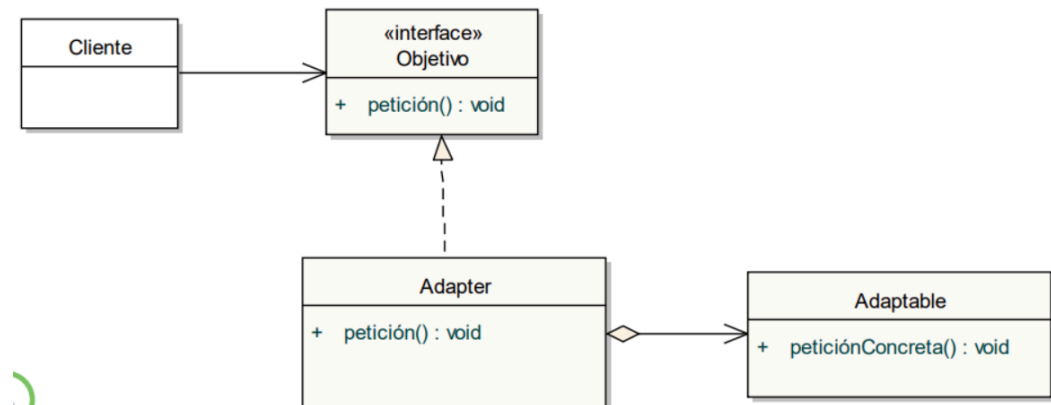 Cliente
«interface»
Objetivo
+ petición() : void
Adapter
+ petición() : void
Adaptable
+ peticiónConcreta() : void